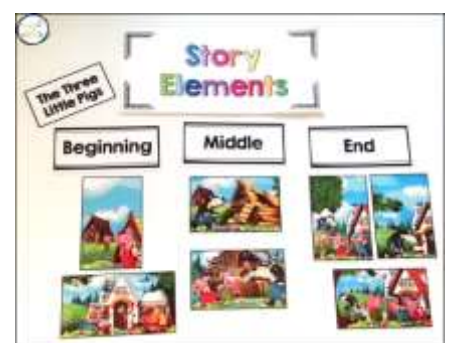 Story
Elements
The Three
Little Pigs
Beginning
Middle
End